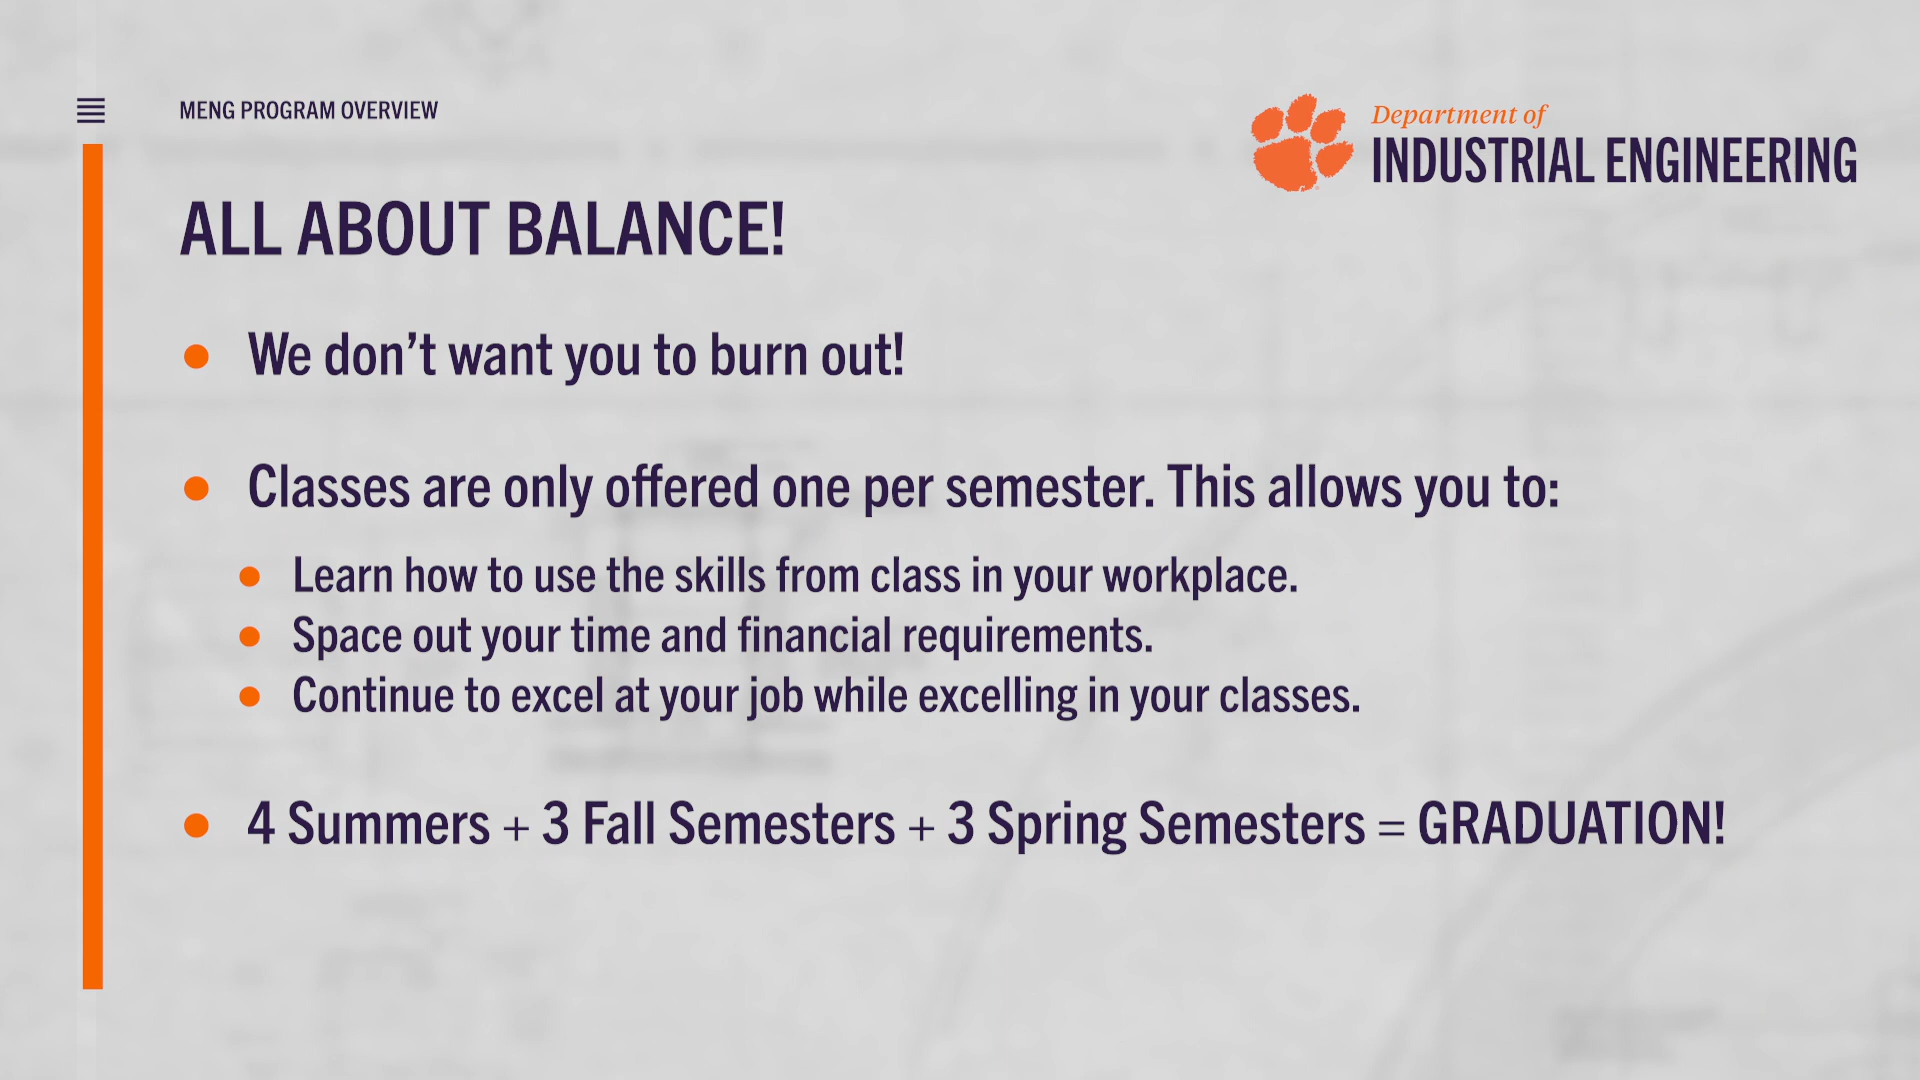 MENG PROGRAM OVERVIEW
Department of
INDUSTRIAL ENGINEERING
ALL ABOUT BALANCE!
We don’t want you to burn out!
Classes are only offered one per semester. This allows you to:
Learn how to use the skills from class in your workplace.
Space out your time and financial requirements.
Continue to excel at your job while excelling in your classes.
4 Summers + 3 Fall Semesters + 3 Spring Semesters = GRADUATION!